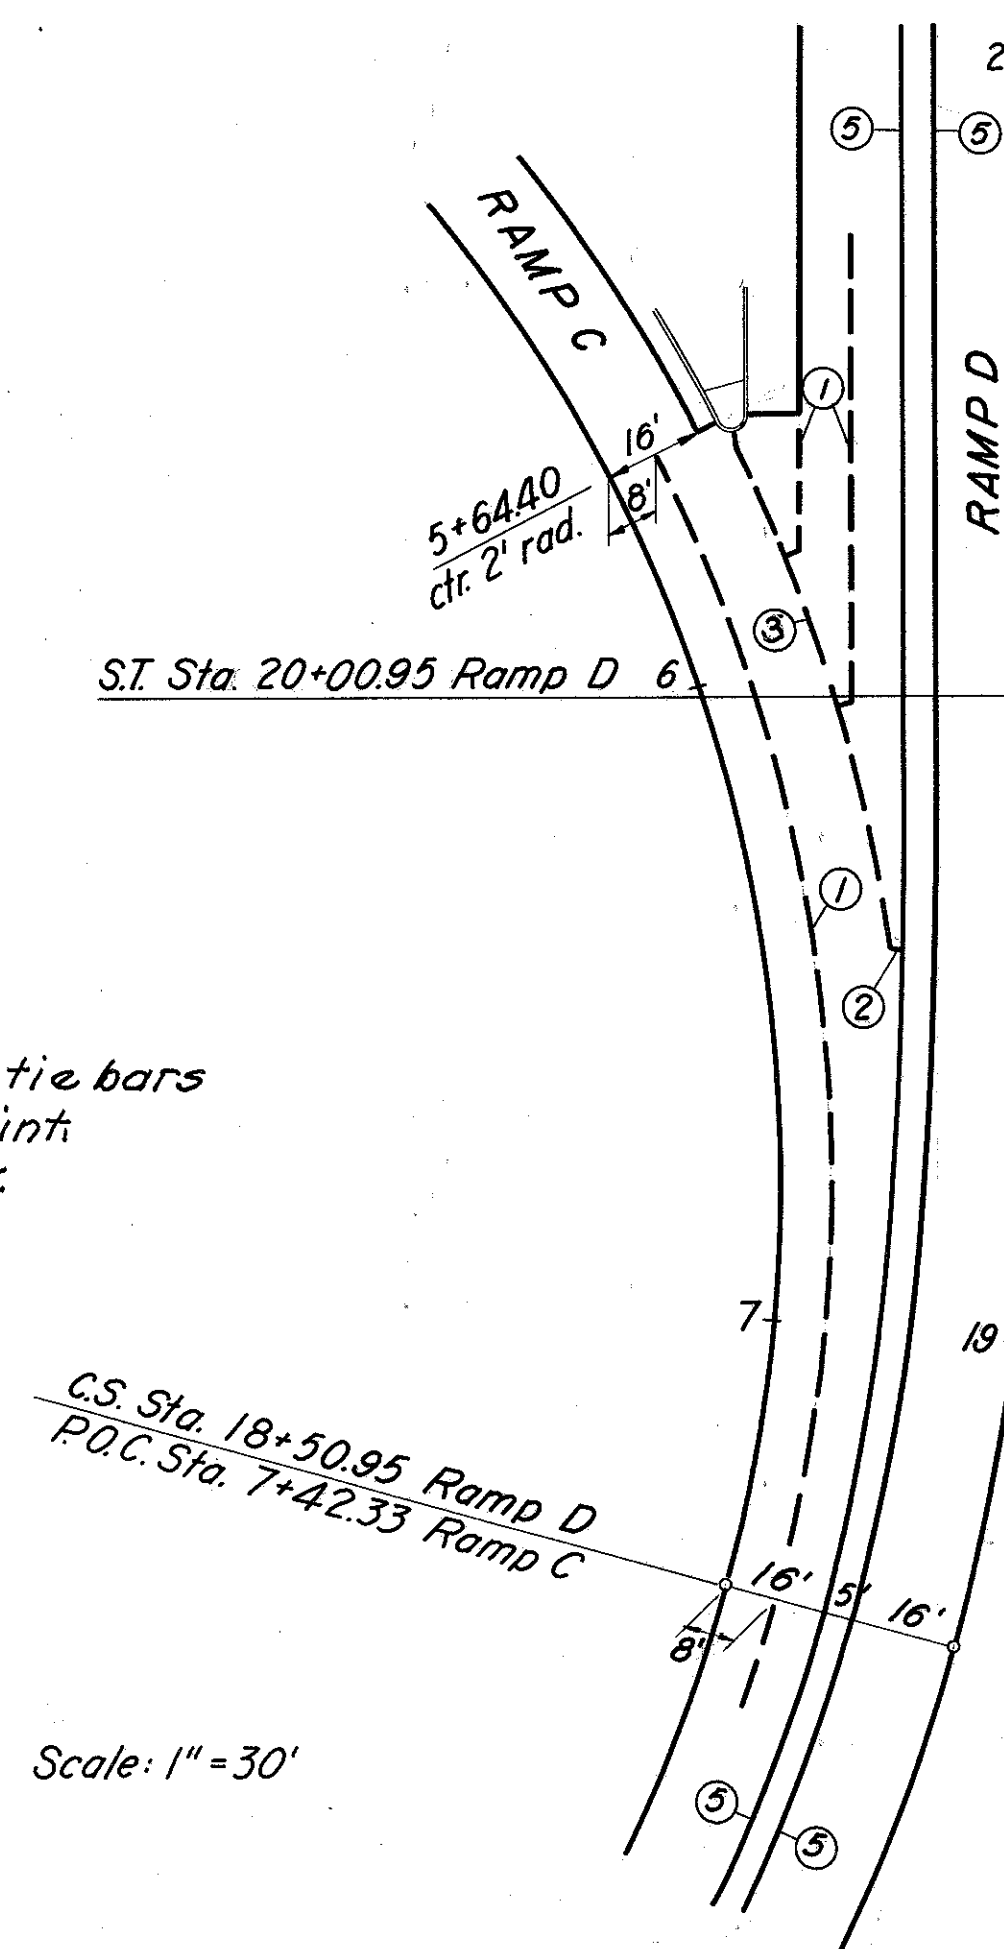 2
5
5
RAMP C
1
RAMP D
16'
8'
5+64.40
ctr. 2' rad.
3
S.T. Sta. 20+00.95 Ramp D 6
1
2
tie bars
7
19
C.S. Sta. 18+50.95 Ramp D
P.O.C. Sta. 7+42.33 Ramp C
16' 5' 16'
8'
Scale: 1" = 30'
5
5